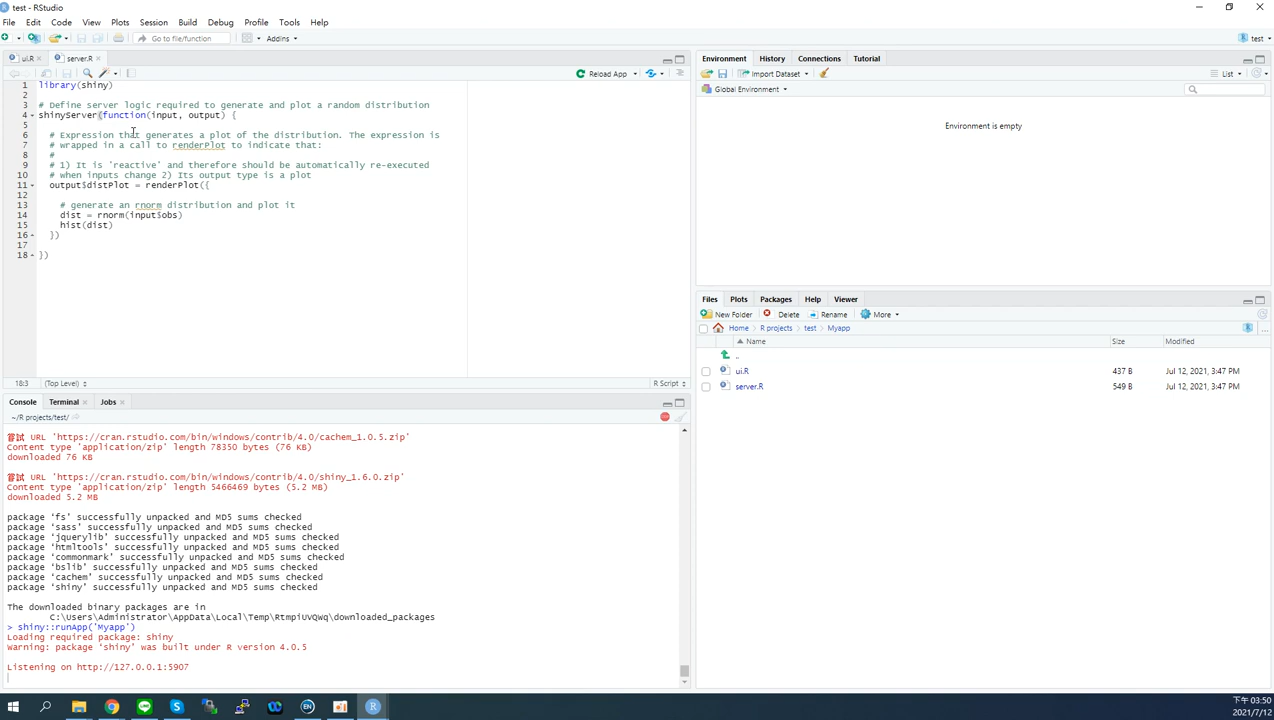 test - RStudio
File Edit Code View Plots Session Build Debug Profile Tools Help
Go to file/function Addins test
ui.R server.R
Reload App
1 library(shiny)
2
3 # Define server logic required to generate and plot a random distribution
4 shinyServer(function(input, output) {
5
6 # Expression that generates a plot of the distribution. The expression is
7 # wrapped in a call to renderPlot to indicate that:
8 #
9 # 1) It is 'reactive' and therefore should be automatically re-executed
10 # when inputs change 2) Its output type is a plot
11 output$distPlot = renderPlot({
12
13 # generate an rnorm distribution and plot it
14 dist = rnorm(input$obs)
15 hist(dist)
16 })
17
18 })
18:3 (Top Level) R Script
Console Terminal Jobs
~/R projects/test/
嘗試 URL 'https://cran.rstudio.com/bin/windows/contrib/4.0/cachem_1.0.5.zip'
Content type 'application/zip' length 78350 bytes (76 KB)
downloaded 76 KB
嘗試 URL 'https://cran.rstudio.com/bin/windows/contrib/4.0/shiny_1.6.0.zip'
Content type 'application/zip' length 5466469 bytes (5.2 MB)
downloaded 5.2 MB
package ‘fs’ successfully unpacked and MD5 sums checked
package ‘sass’ successfully unpacked and MD5 sums checked
package ‘jquerylib’ successfully unpacked and MD5 sums checked
package ‘htmltools’ successfully unpacked and MD5 sums checked
package ‘commonmark’ successfully unpacked and MD5 sums checked
package ‘bslib’ successfully unpacked and MD5 sums checked
package ‘cachem’ successfully unpacked and MD5 sums checked
package ‘shiny’ successfully unpacked and MD5 sums checked
The downloaded binary packages are in
C:\Users\Administrator\AppData\Local\Temp\RtmpiUVQWq\downloaded_packages
> shiny::runApp('Myapp')
Loading required package: shiny
Warning: package ‘shiny’ was built under R version 4.0.5
Listening on http://127.0.0.1:5907
Environment History Connections Tutorial
Import Dataset List
Global Environment
Environment is empty
Files Plots Packages Help Viewer
New Folder Delete Rename More
Home R projects test Myapp ...
Name Size Modified
..
ui.R 437 B Jul 12, 2021, 3:47 PM
server.R 549 B Jul 12, 2021, 3:47 PM
EN R
下午 03:50
2021/7/12